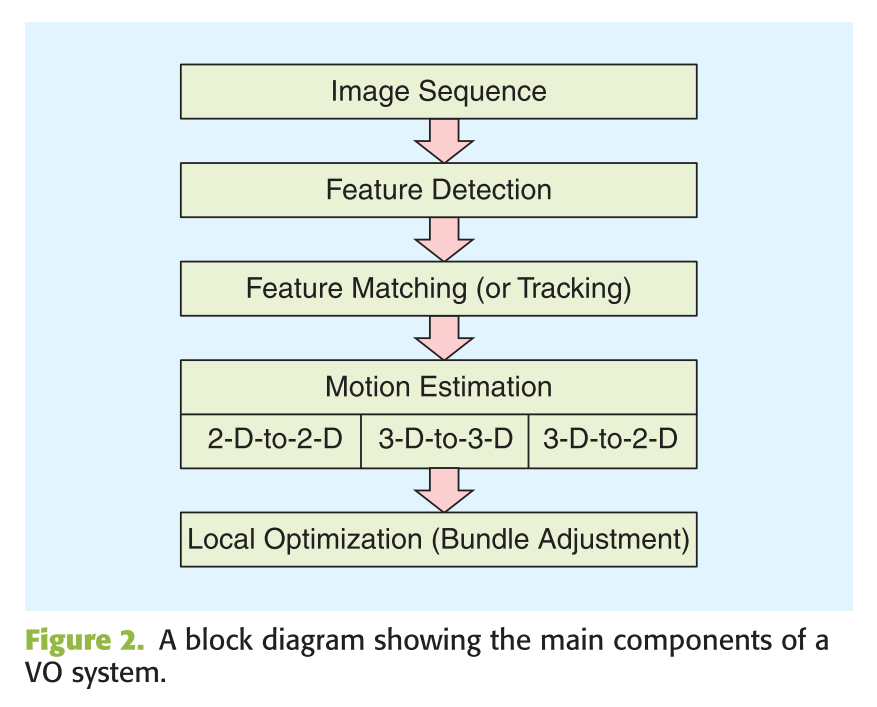 Image Sequence
Feature Detection
Feature Matching (or Tracking)
Motion Estimation
2-D-to-2-D 3-D-to-3-D 3-D-to-2-D
Local Optimization (Bundle Adjustment)
Figure 2. A block diagram showing the main components of a
VO system.